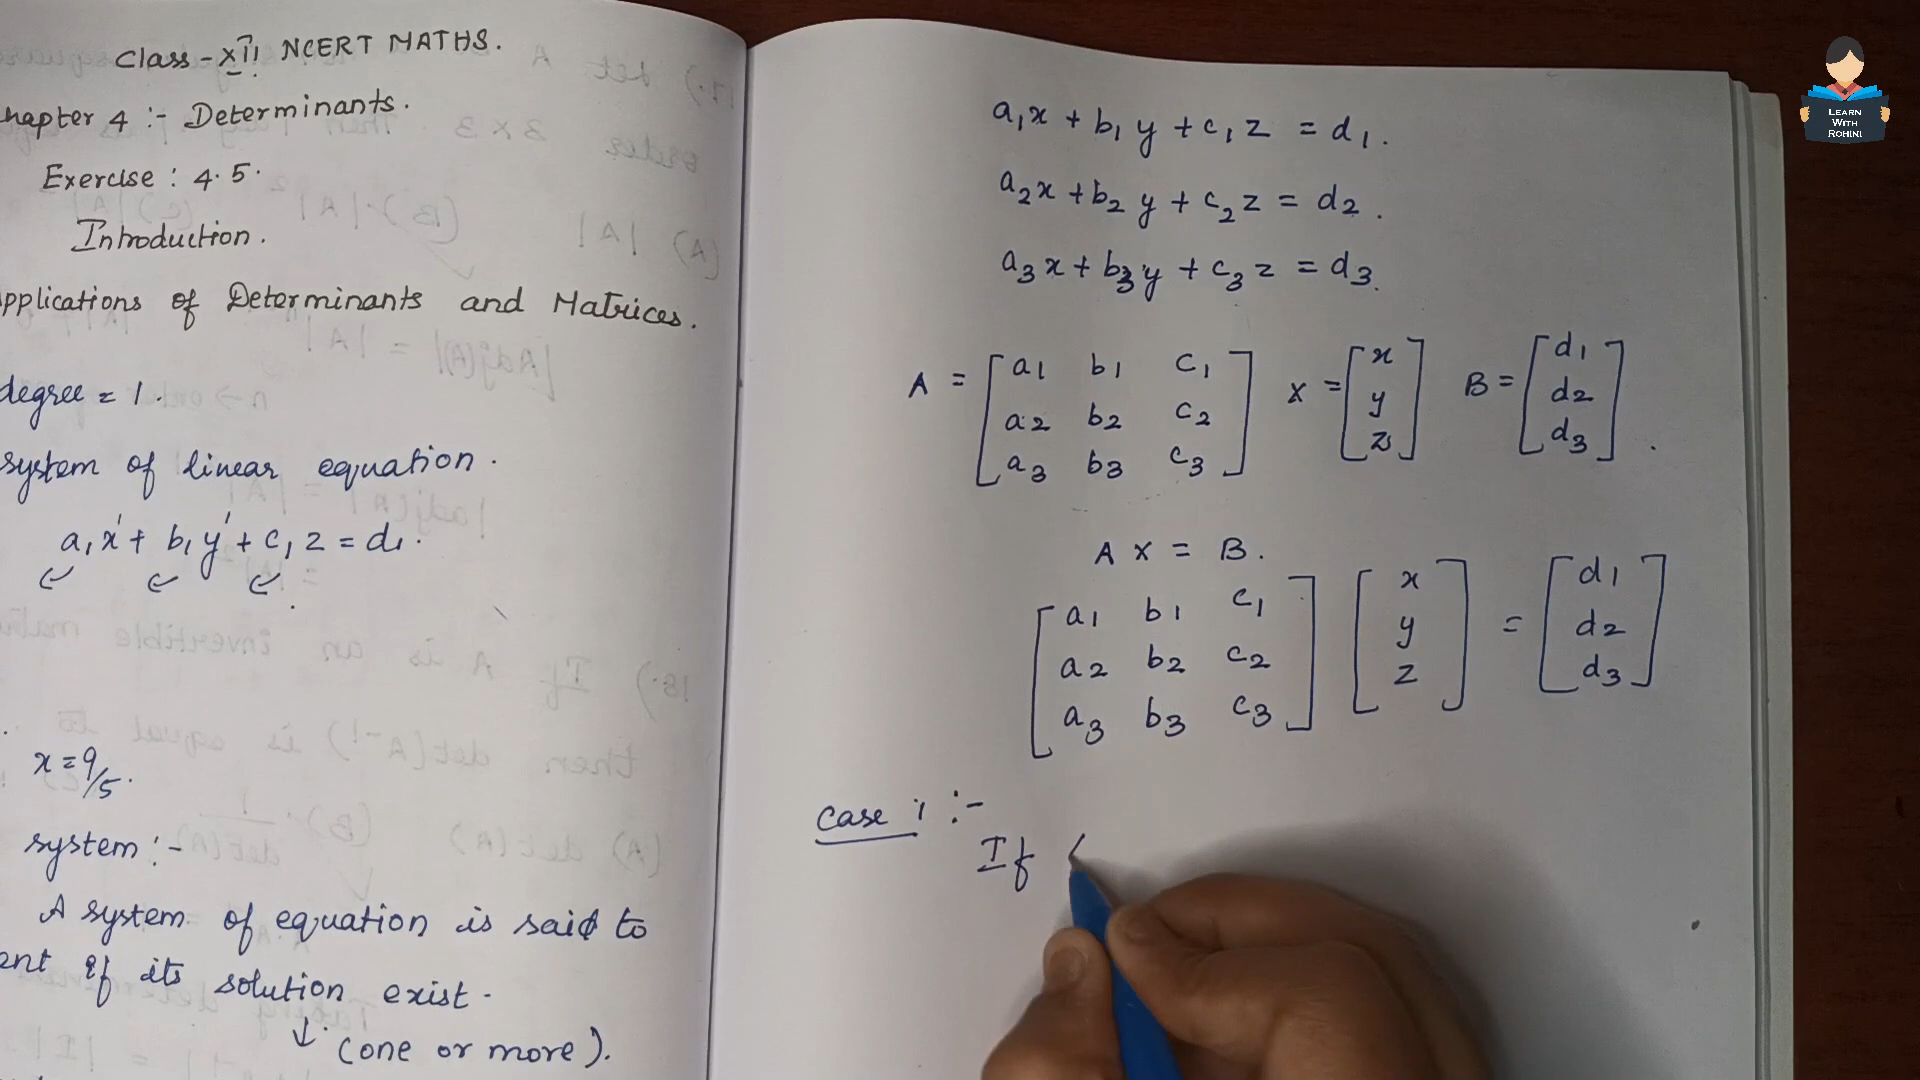 Class - XII NCERT MATHS.
hapter 4 :- Determinants.
Exercise : 4.5.
Introduction.
pplications of Determinants and Matrices.
degree = 1.
system of linear equation.
a₁x' + b₁y' + c₁z = d₁.
x = 9/5.
system :-
A system of equation is said to
ent if its solution exist.
↓ (one or more).
a₁x + b₁y + c₁z = d₁.
a₂x + b₂y + c₂z = d₂.
a₃x + b₃y + c₃z = d₃.
A = [a₁ b₁ c₁ X = [x B = [d₁
a₂ b₂ c₂ y d₂
a₃ b₃ c₃] z] d₃].
A X = B.
[a₁ b₁ c₁ [x = [d₁
a₂ b₂ c₂ y d₂
a₃ b₃ c₃] z] d₃]
Case 1 :-
If
LEARN
WITH
ROHINI